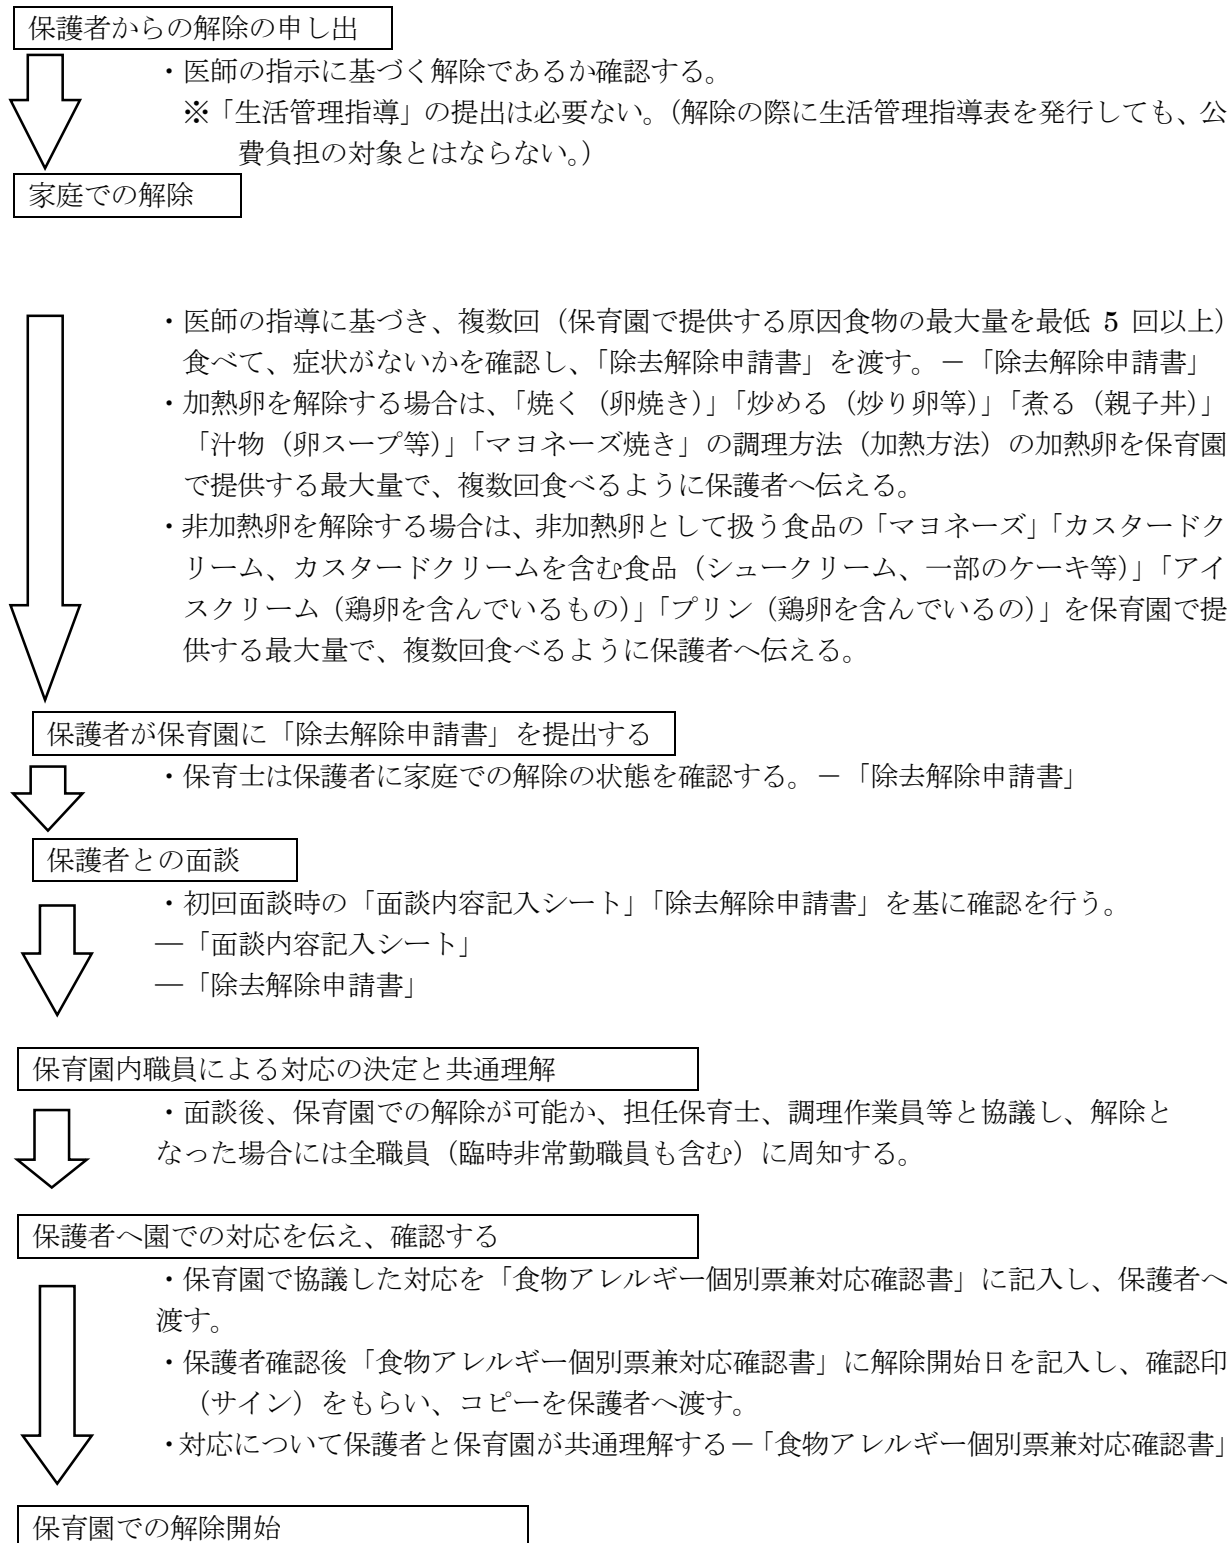 保護者からの解除の申し出
・医師の指示に基づく解除であるか確認する。
※「生活管理指導」の提出は必要ない。（解除の際に生活管理指導表を発行しても、公
費負担の対象とはならない。）
家庭での解除
・医師の指導に基づき、複数回（保育園で提供する原因食物の最大量を最低 5 回以上）
食べて、症状がないかを確認し、「除去解除申請書」を渡す。－「除去解除申請書」
・加熱卵を解除する場合は、「焼く（卵焼き）」「炒める（炒り卵等）」「煮る（親子丼）」
「汁物（卵スープ等）」「マヨネーズ焼き」の調理方法（加熱方法）の加熱卵を保育園
で提供する最大量で、複数回食べるように保護者へ伝える。
・非加熱卵を解除する場合は、非加熱卵として扱う食品の「マヨネーズ」「カスタードク
リーム、カスタードクリームを含む食品（シュークリーム、一部のケーキ等）」「アイ
スクリーム（鶏卵を含んでいるもの）」「プリン（鶏卵を含んでいるの）」を保育園で提
供する最大量で、複数回食べるように保護者へ伝える。
保護者が保育園に「除去解除申請書」を提出する
・保育士は保護者に家庭での解除の状態を確認する。－「除去解除申請書」
保護者との面談
・初回面談時の「面談内容記入シート」「除去解除申請書」を基に確認を行う。
―「面談内容記入シート」
―「除去解除申請書」
保育園内職員による対応の決定と共通理解
・面談後、保育園での解除が可能か、担任保育士、調理作業員等と協議し、解除と
なった場合には全職員（臨時非常勤職員も含む）に周知する。
保護者へ園での対応を伝え、確認する
・保育園で協議した対応を「食物アレルギー個別票兼対応確認書」に記入し、保護者へ
渡す。
・保護者確認後「食物アレルギー個別票兼対応確認書」に解除開始日を記入し、確認印
（サイン）をもらい、コピーを保護者へ渡す。
・対応について保護者と保育園が共通理解する－「食物アレルギー個別票兼対応確認書」
保育園での解除開始